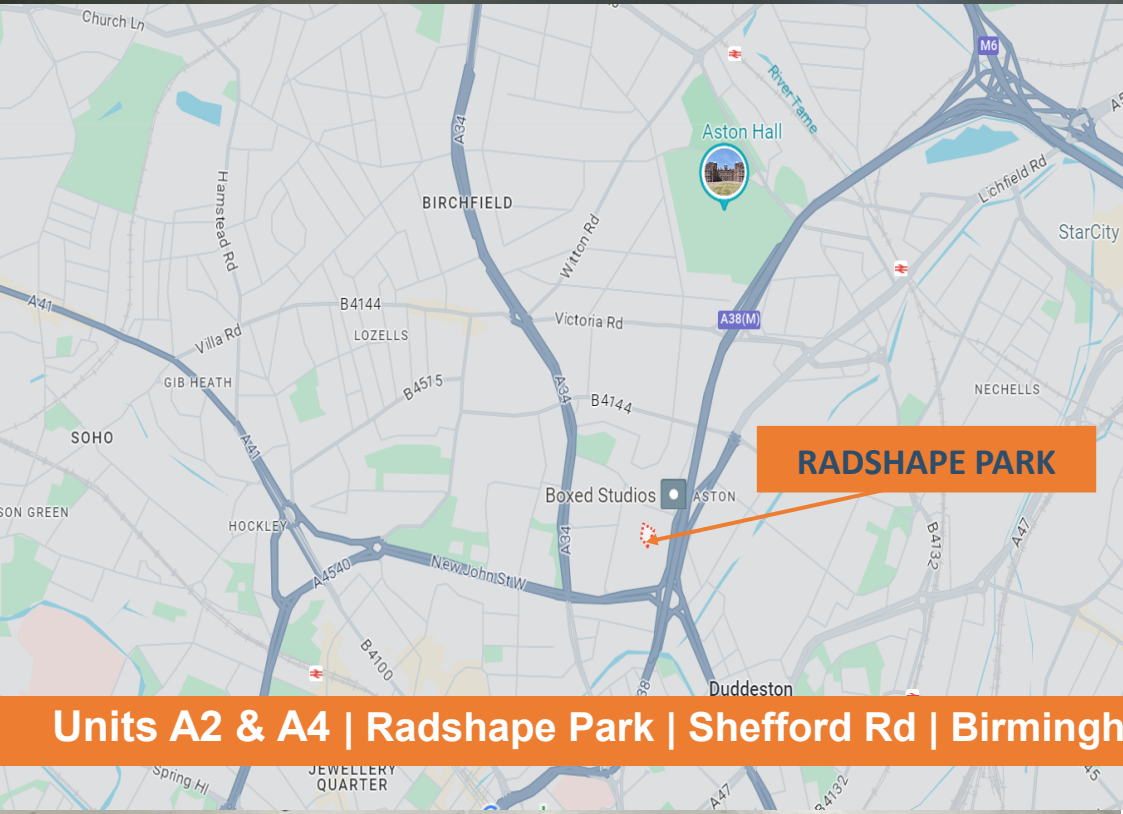 Church Ln
M6
River Tame
A34
Aston Hall
Lichfield Rd
Hamstead Rd
BIRCHFIELD
StarCity
Witton Rd
A41
B4144
Victoria Rd
A38(M)
Villa Rd
LOZELLS
GIB HEATH
B4515
A34
B4144
NECHELLS
SOHO
A41
RADSHAPE PARK
Boxed Studios
ASTON
SON GREEN
HOCKLEY
A34
B4132
A47
New John St W
A4540
B4100
38
Duddeston
Units A2 & A4 | Radshape Park | Shefford Rd | Birmingh
Spring Hl
JEWELLERY
QUARTER
A47
B4132
45